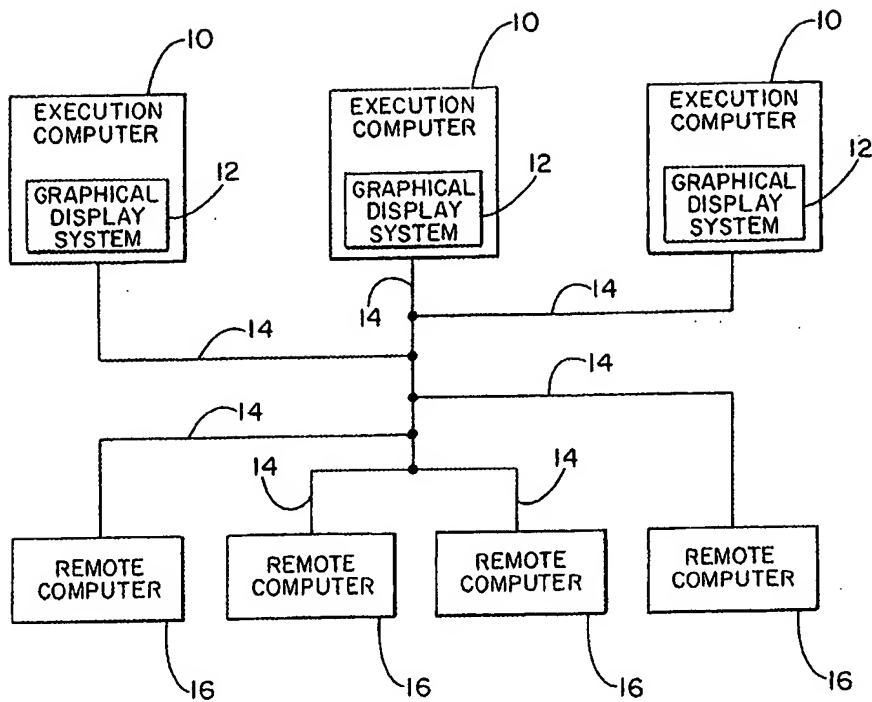 10
10
10
EXECUTION
COMPUTER
EXECUTION
COMPUTER
EXECUTION
COMPUTER
12
12
12
GRAPHICAL
DISPLAY
SYSTEM
GRAPHICAL
DISPLAY
SYSTEM
GRAPHICAL
DISPLAY
SYSTEM
14
14
14
14
14
14
14
REMOTE
COMPUTER
REMOTE
COMPUTER
REMOTE
COMPUTER
REMOTE
COMPUTER
16
16
16
16